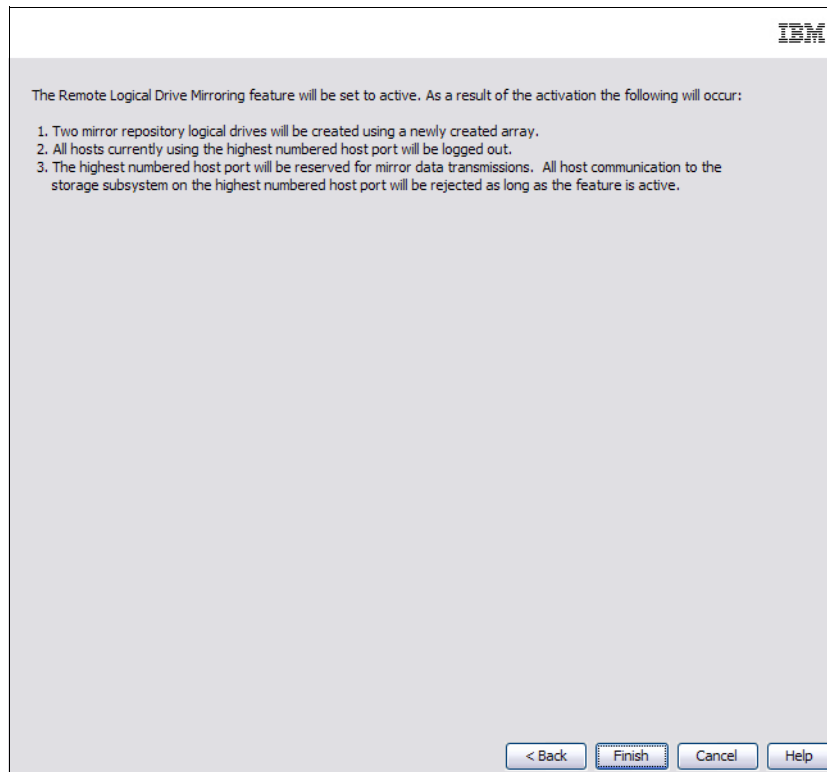 IBM
The Remote Logical Drive Mirroring feature will be set to active. As a result of the activation the following will occur:
1. Two mirror repository logical drives will be created using a newly created array.
2. All hosts currently using the highest numbered host port will be logged out.
3. The highest numbered host port will be reserved for mirror data transmissions. All host communication to the
storage subsystem on the highest numbered host port will be rejected as long as the feature is active.
< Back Finish Cancel Help